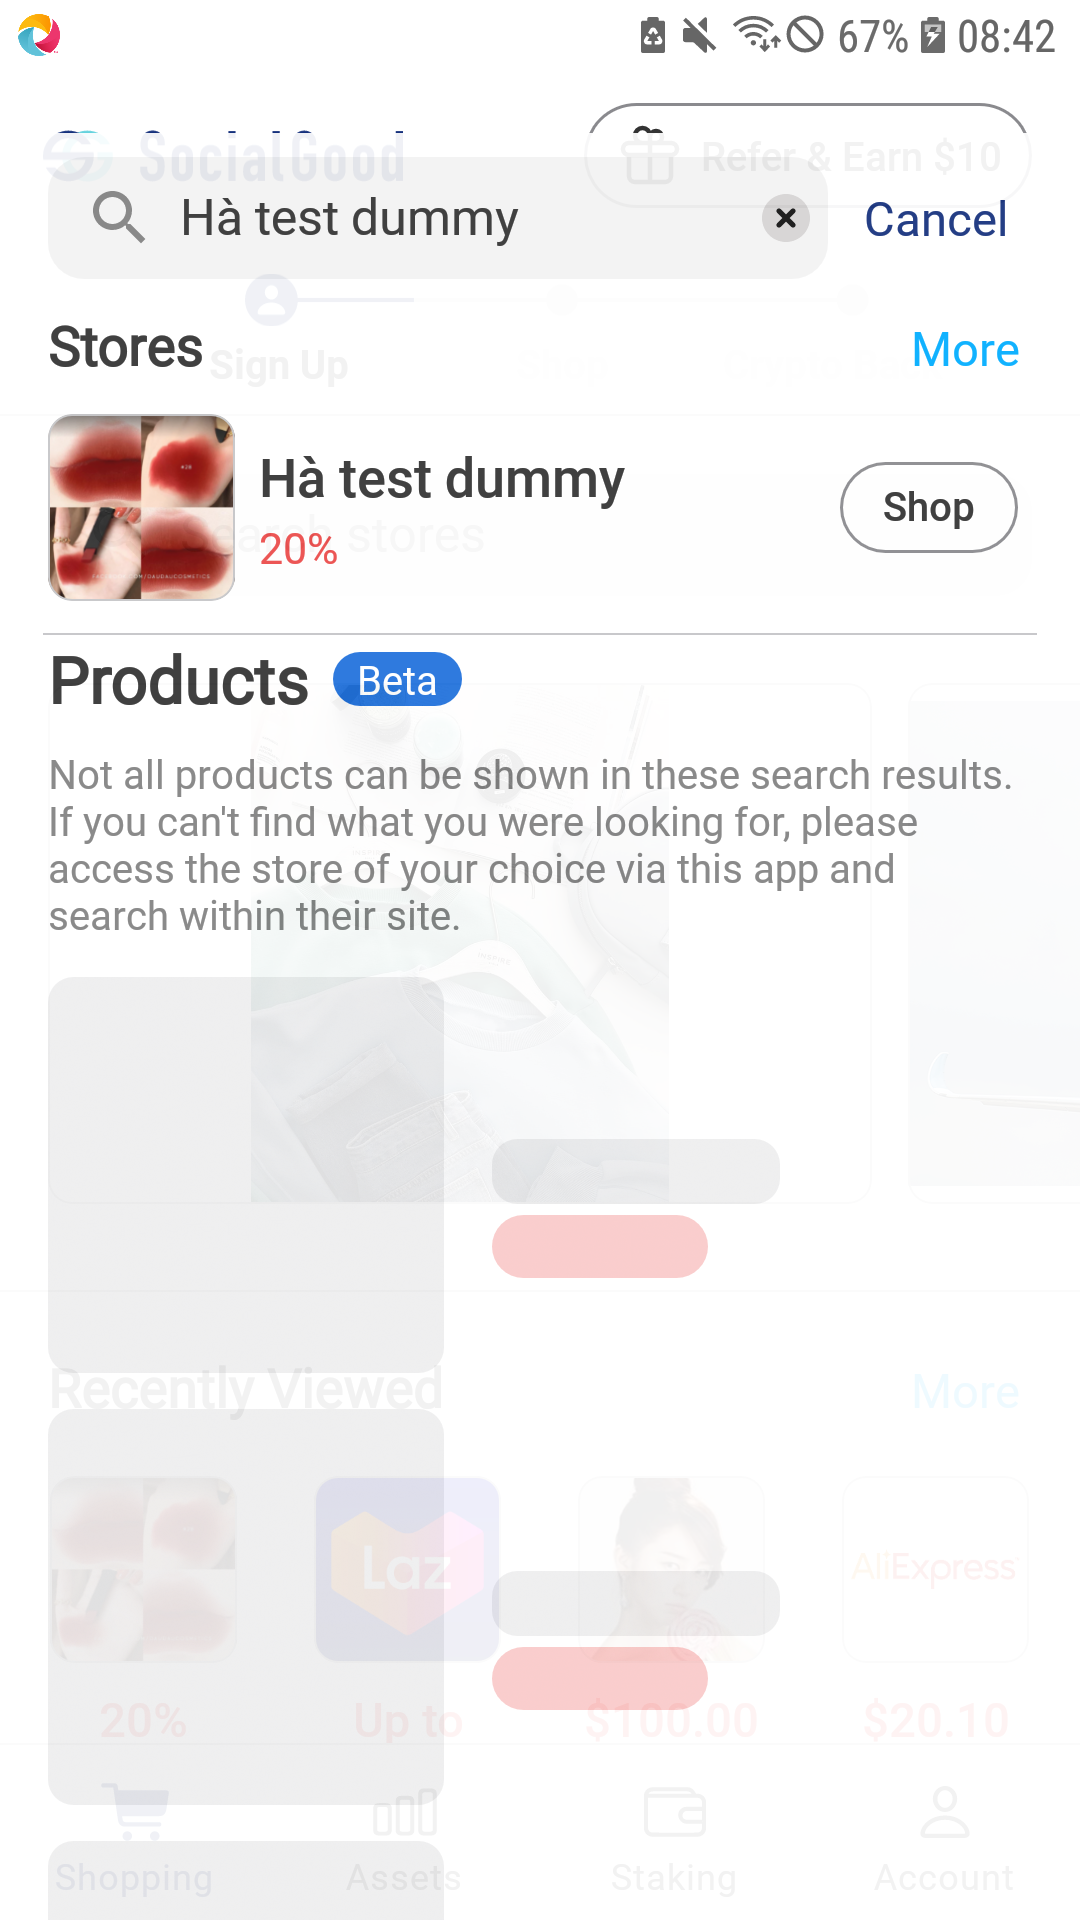 67% 08:42
SocialGood
Refer & Earn $10
Hà test dummy
Cancel
Sign Up
Stores
More
Hà test dummy
20%
Shop
stores
Products
Beta
Not all products can be shown in these search results.
If you can't find what you were looking for, please
access the store of your choice via this app and
search within their site.
Recently Viewed
More
Laz
AliExpress
20%
Up to
$100.00
$20.10
Shopping
Assets
Staking
Account